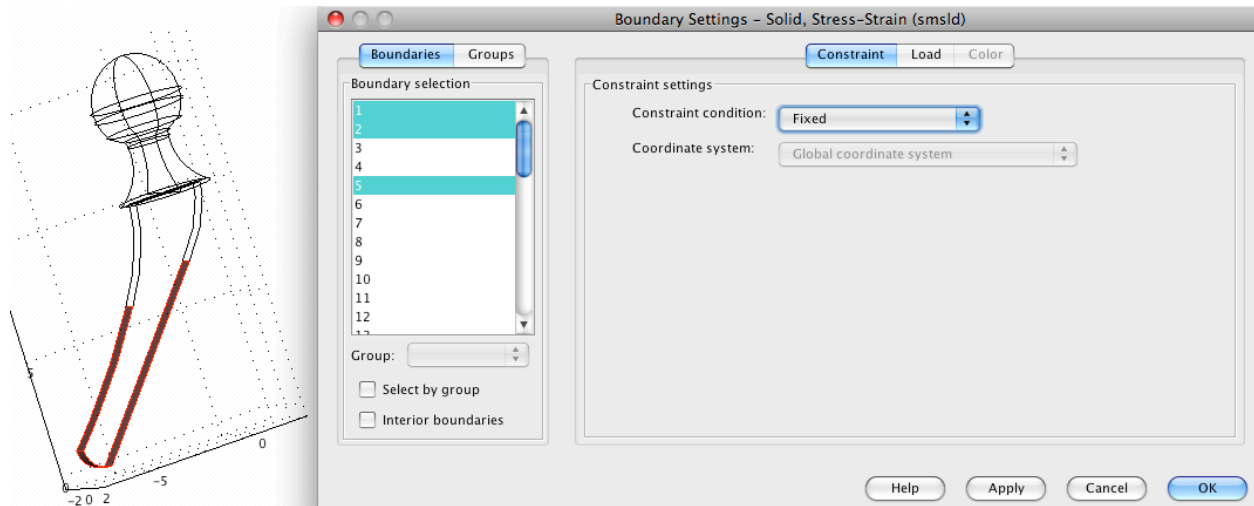 Boundary Settings – Solid, Stress–Strain (smsld)
Boundaries Groups
Constraint Load Color
Boundary selection
1
2
3
4
5
6
7
8
9
10
11
12
Group:
Select by group
Interior boundaries
Constraint settings
Constraint condition: Fixed
Coordinate system: Global coordinate system
Help Apply Cancel OK
5
0
-5
0
-2 0 2